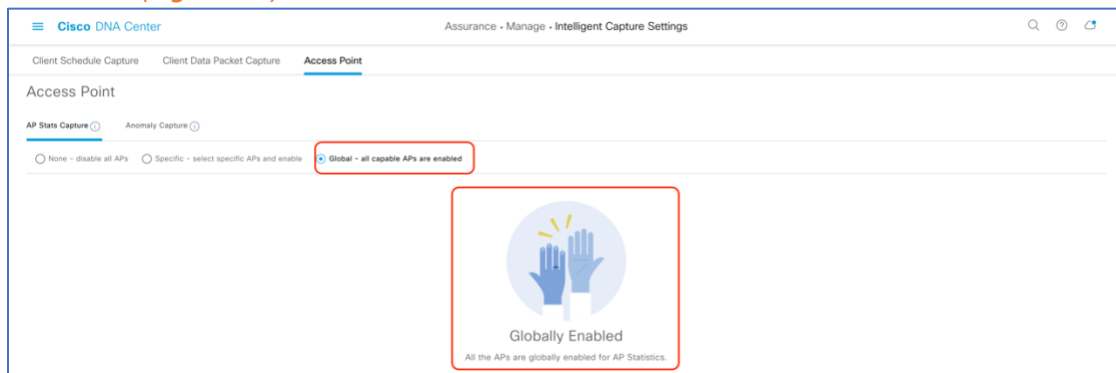 Cisco DNA Center
Assurance • Manage • Intelligent Capture Settings
Client Schedule Capture Client Data Packet Capture Access Point
Access Point
AP Stats Capture Anomaly Capture
None - disable all APs Specific - select specific APs and enable Global - all capable APs are enabled
Globally Enabled
All the APs are globally enabled for AP Statistics.